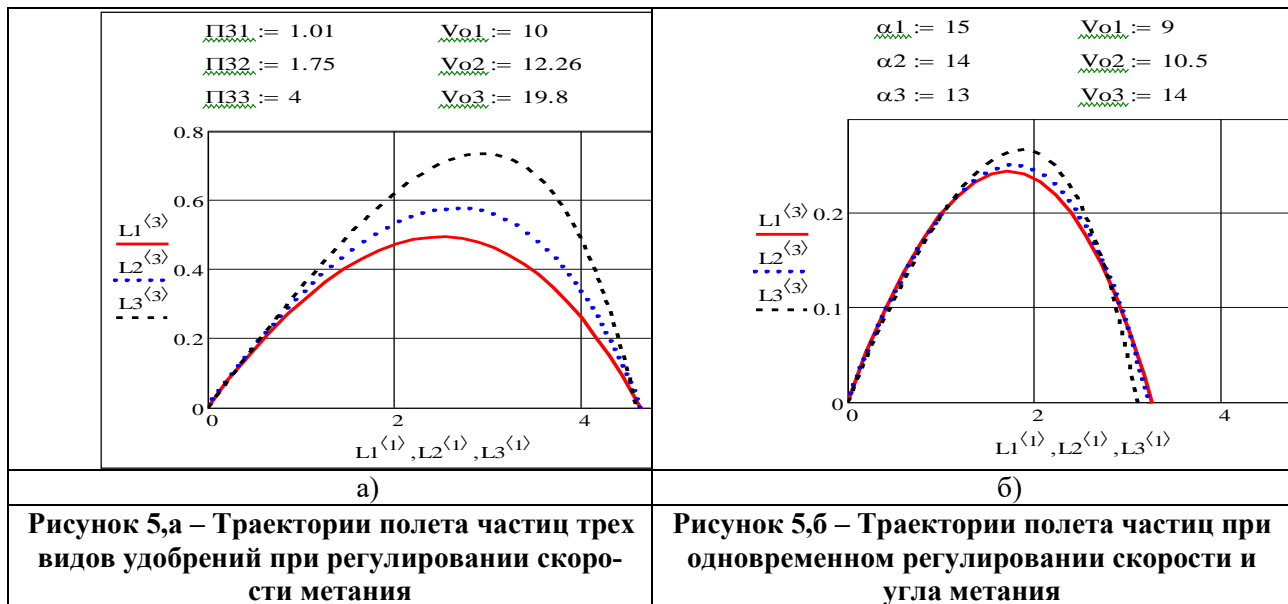 П31 := 1.01 Vo1 := 10
П32 := 1.75 Vo2 := 12.26
П33 := 4 Vo3 := 19.8
0.8
0.6
0.4
0.2
0
L1⟨3⟩
L2⟨3⟩
L3⟨3⟩
0 2 4
L1⟨1⟩ , L2⟨1⟩ , L3⟨1⟩
α1 := 15 Vo1 := 9
α2 := 14 Vo2 := 10.5
α3 := 13 Vo3 := 14
0.2
0.1
0
L1⟨3⟩
L2⟨3⟩
L3⟨3⟩
0 2 4
L1⟨1⟩ , L2⟨1⟩ , L3⟨1⟩
а)
б)
Рисунок 5,а – Траектории полета частиц трех
видов удобрений при регулировании скоро-
сти метания
Рисунок 5,б – Траектории полета частиц при
одновременном регулировании скорости и
угла метания